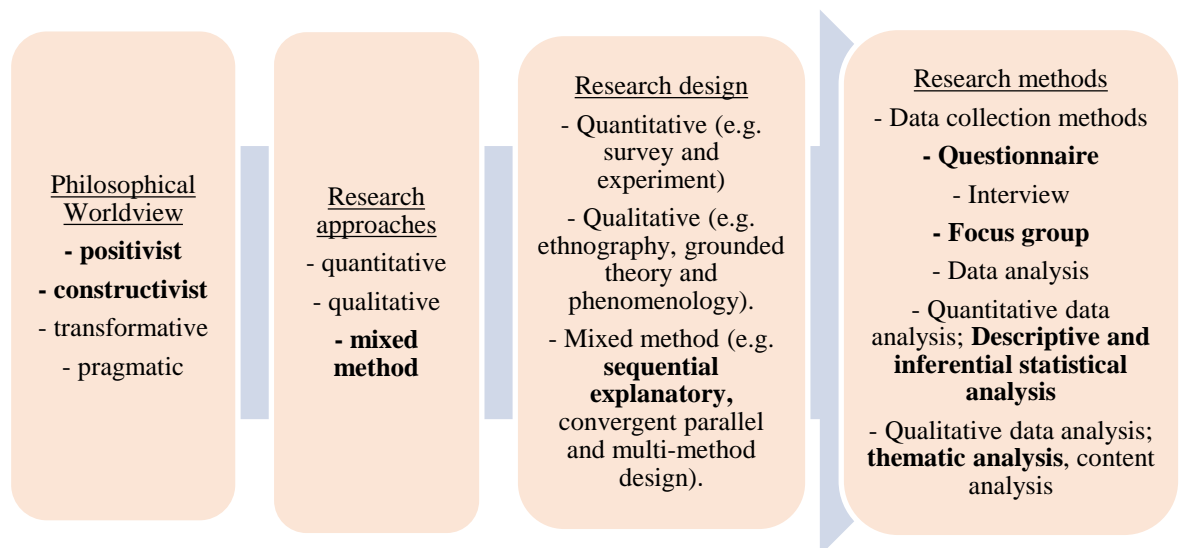 Philosophical
Worldview
- positivist
- constructivist
- transformative
- pragmatic
Research
approaches
- quantitative
- qualitative
- mixed
method
Research design
- Quantitative (e.g.
survey and
experiment)
- Qualitative (e.g.
ethnography, grounded
theory and
phenomenology).
- Mixed method (e.g.
sequential
explanatory,
convergent parallel
and multi-method
design).
Research methods
- Data collection methods
- Questionnaire
- Interview
- Focus group
- Data analysis
- Quantitative data
analysis; Descriptive and
inferential statistical
analysis
- Qualitative data analysis;
thematic analysis, content
analysis